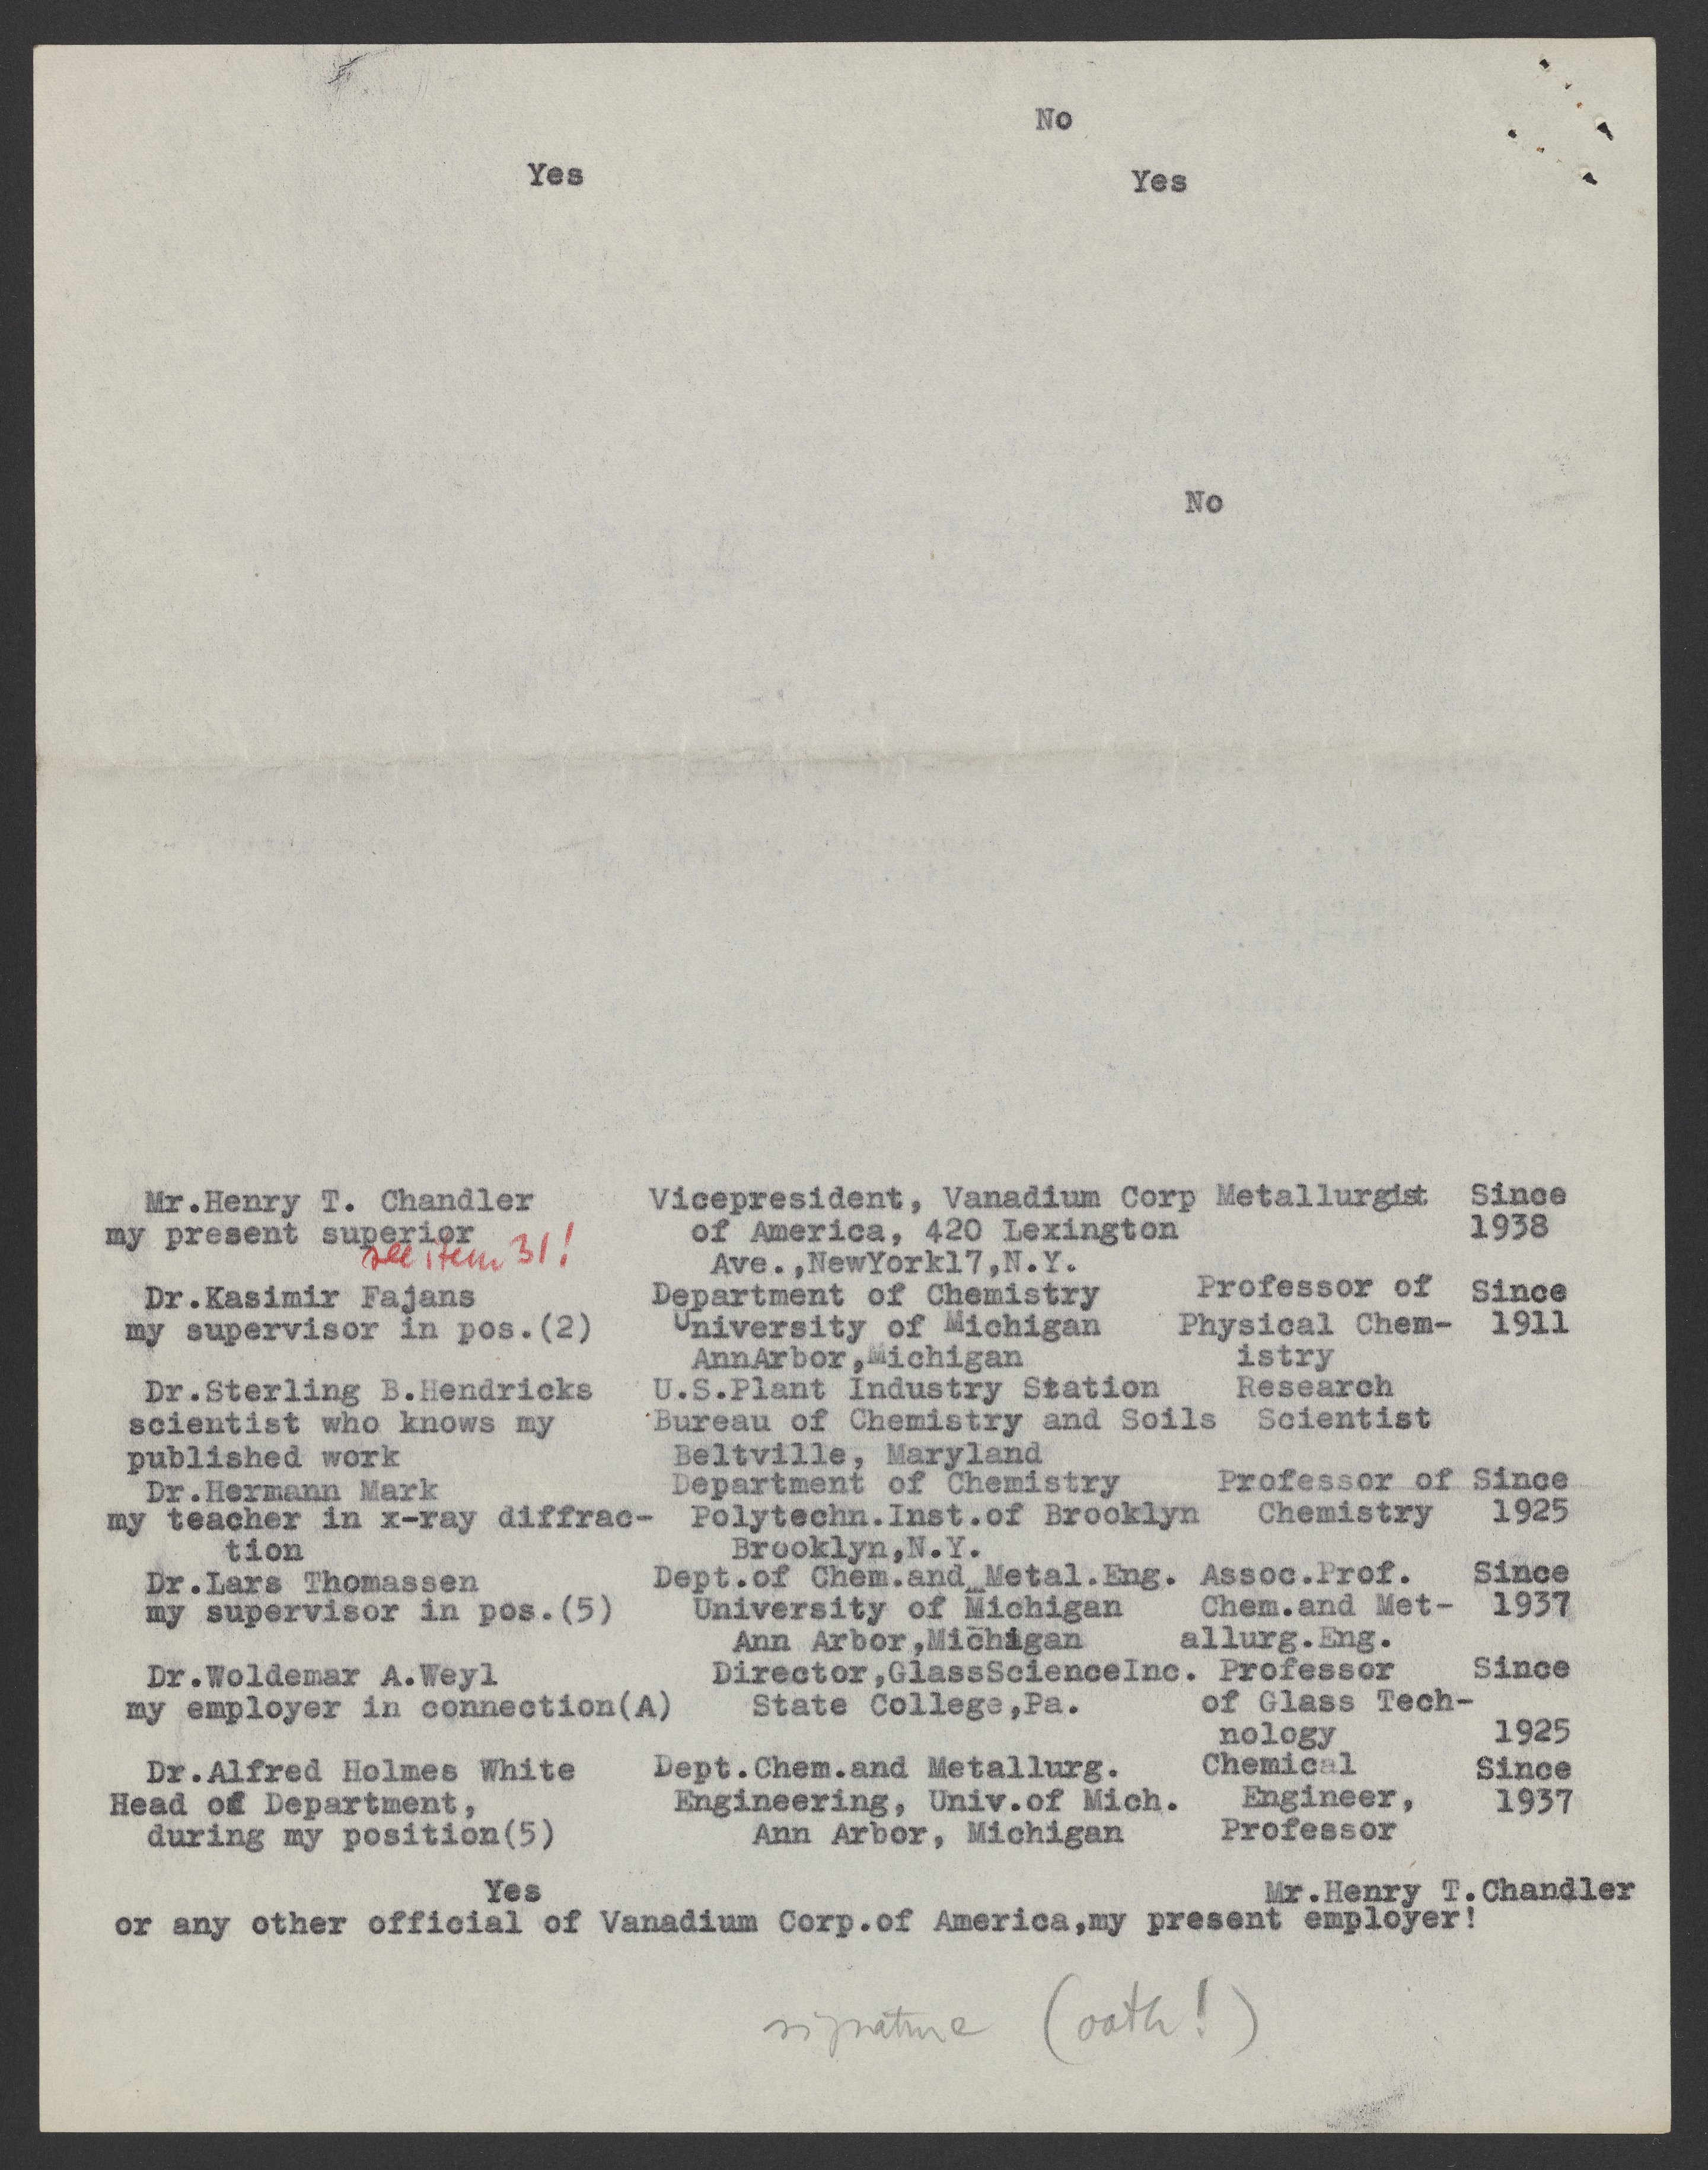 No
Yes Yes
No
Mr.Henry T. Chandler Vicepresident, Vanadium Corp Metallurgist Since
my present superior of America, 420 Lexington 1938
see item 31! Ave.,NewYork17,N.Y.
Dr.Kasimir Fajans Department of Chemistry Professor of Since
my supervisor in pos.(2) University of Michigan Physical Chem- 1911
AnnArbor,Michigan istry
Dr.Sterling B.Hendricks U.S.Plant Industry Station Research
scientist who knows my Bureau of Chemistry and Soils Scientist
published work Beltville, Maryland
Dr.Hermann Mark Department of Chemistry Professor of Since
my teacher in x-ray diffrac- Polytechn.Inst.of Brooklyn Chemistry 1925
tion Brooklyn,N.Y.
Dr.Lars Thomassen Dept.of Chem.and Metal.Eng. Assoc.Prof. Since
my supervisor in pos.(5) University of Michigan Chem.and Met- 1937
Ann Arbor,Michigan allurg.Eng.
Dr.Woldemar A.Weyl Director,GlassScienceInc. Professor Since
my employer in connection(A) State College,Pa. of Glass Tech-
nology 1925
Dr.Alfred Holmes White Dept.Chem.and Metallurg. Chemical Since
Head of Department, Engineering, Univ.of Mich. Engineer, 1937
during my position(5) Ann Arbor, Michigan Professor
Yes Mr.Henry T.Chandler
or any other official of Vanadium Corp.of America,my present employer!
signature (oath!)